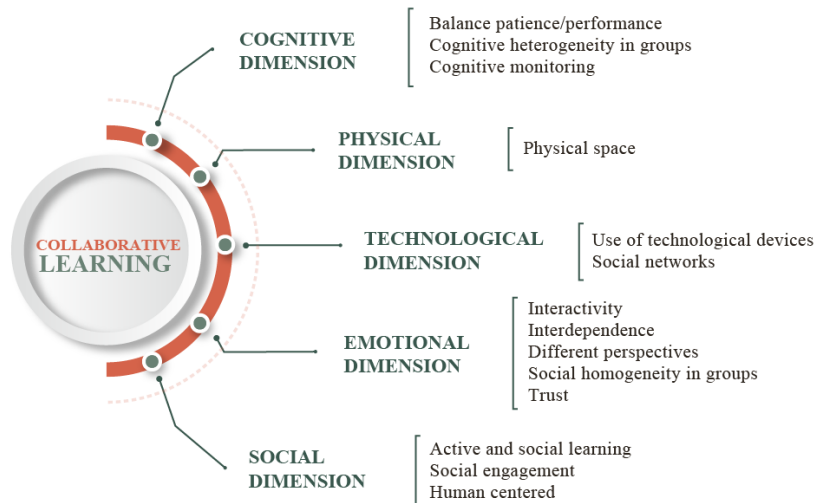 COLLABORATIVE
LEARNING
COGNITIVE
DIMENSION
Balance patience/performance
Cognitive heterogeneity in groups
Cognitive monitoring
PHYSICAL
DIMENSION
Physical space
TECHNOLOGICAL
DIMENSION
Use of technological devices
Social networks
EMOTIONAL
DIMENSION
Interactivity
Interdependence
Different perspectives
Social homogeneity in groups
Trust
SOCIAL
DIMENSION
Active and social learning
Social engagement
Human centered